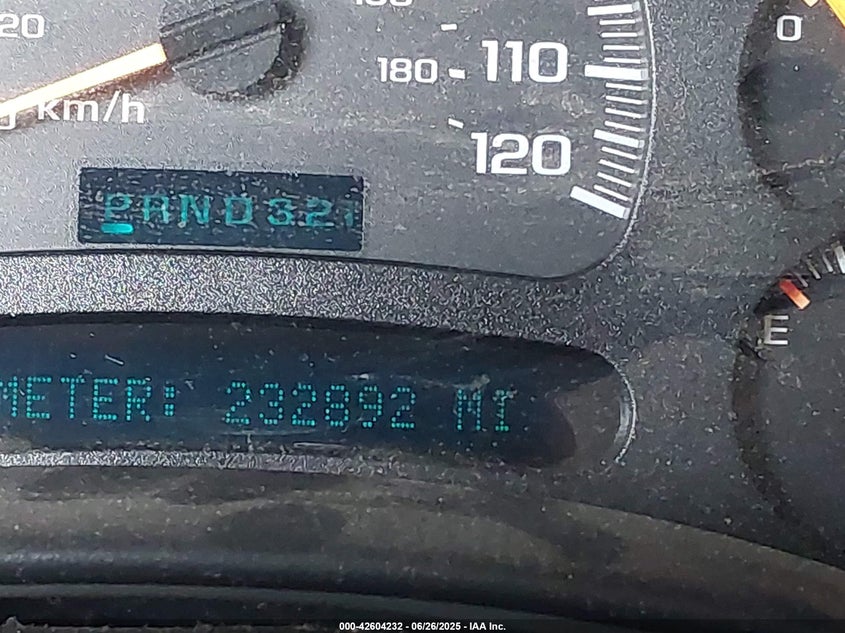 20
km/h
180
110
120
0
PRND321
E
METER: 232892 MI
000-42604232 - 06/26/2025 - IAA Inc.